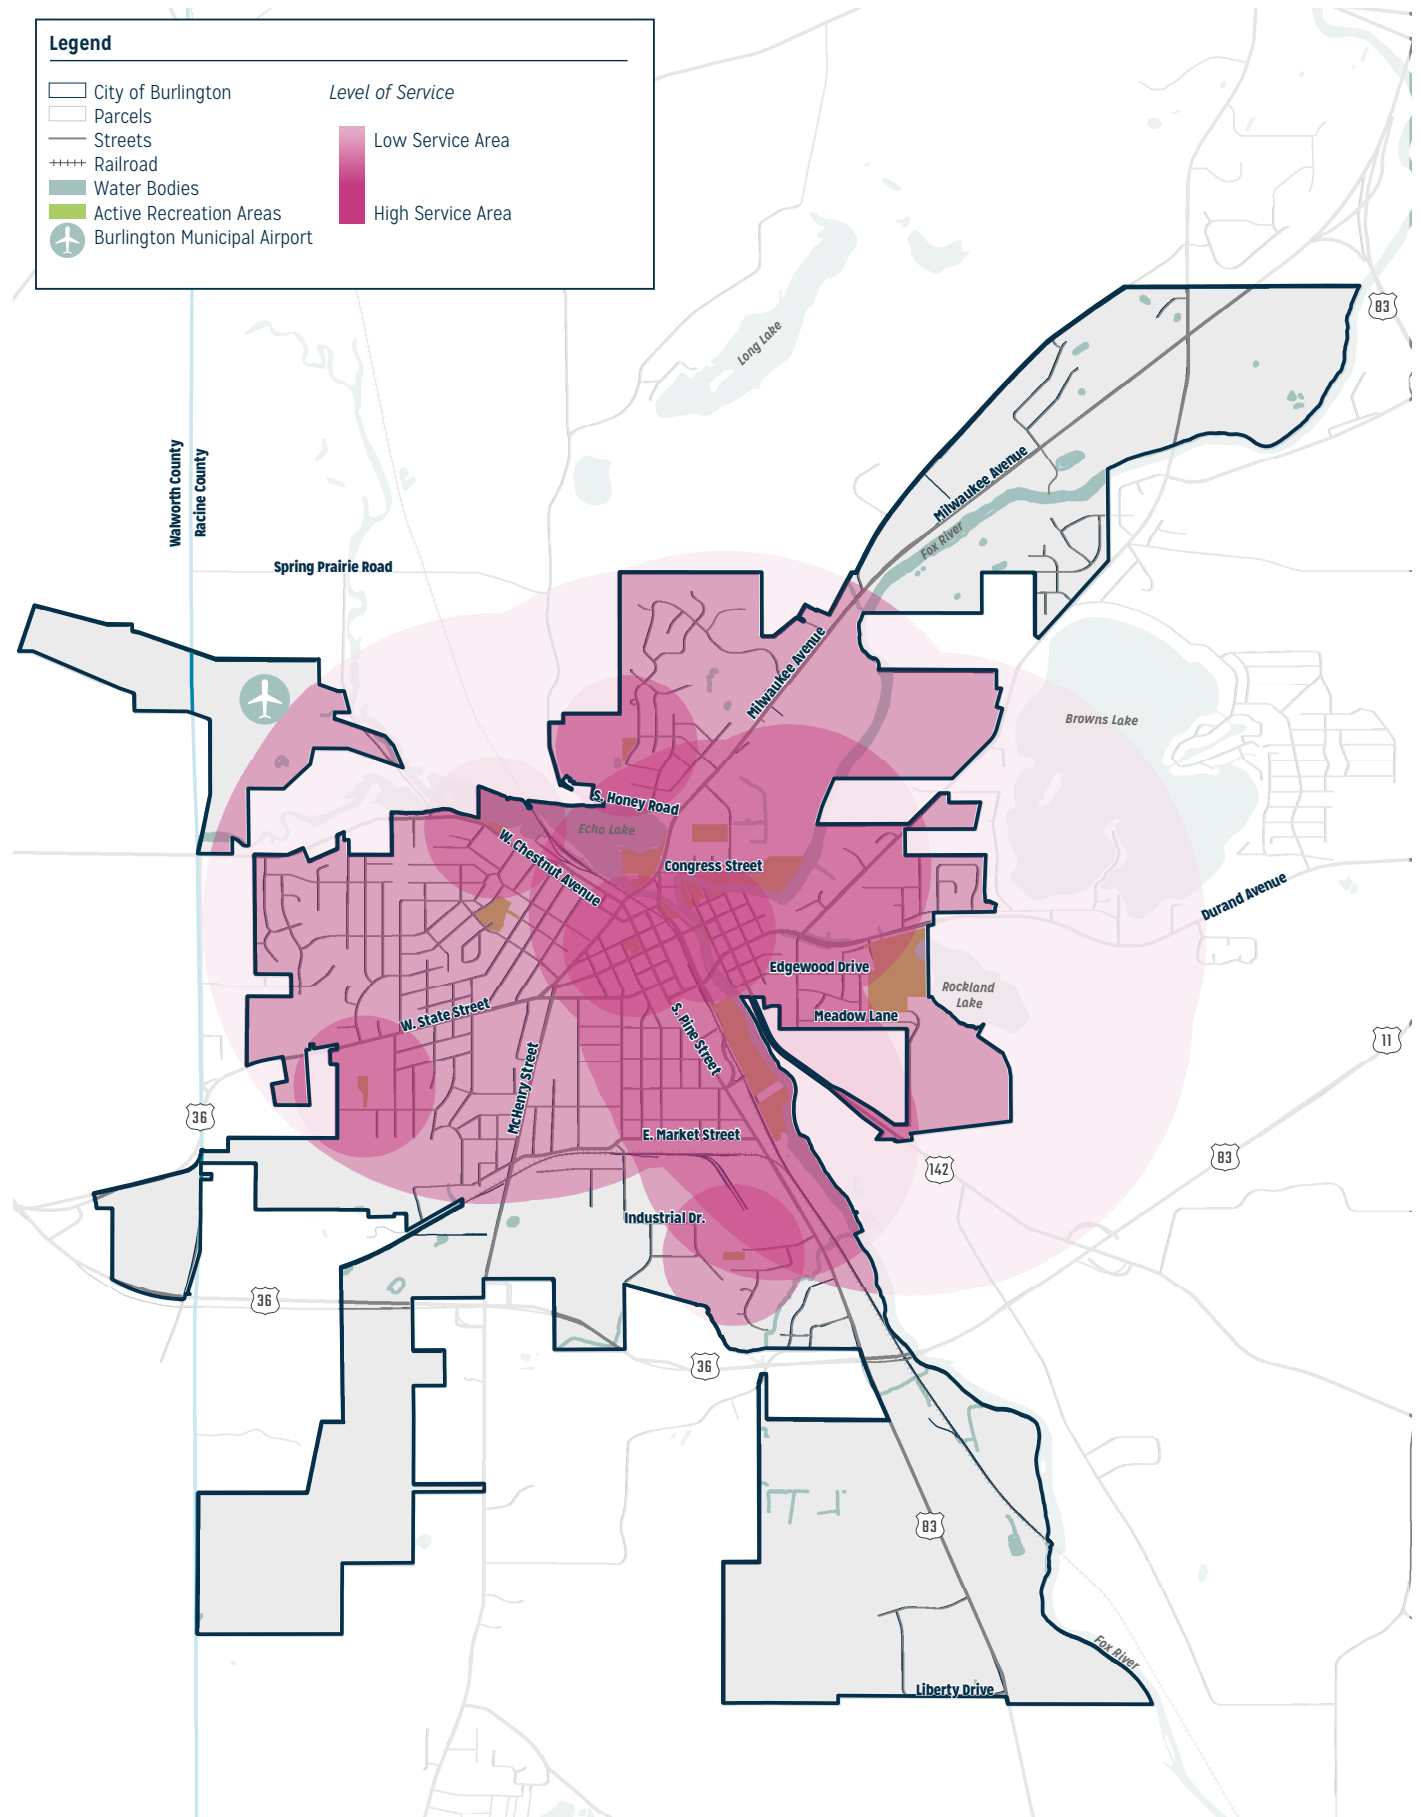 Legend
City of Burlington
Parcels
Streets
Railroad
Water Bodies
Active Recreation Areas
Burlington Municipal Airport
Level of Service
Low Service Area
High Service Area
83
Long Lake
Walworth County
Racine County
Milwaukee Avenue
Fox River
Spring Prairie Road
Milwaukee Avenue
Browns Lake
S. Honey Road
Echo Lake
W. Chestnut Avenue
Congress Street
Durand Avenue
Edgewood Drive
Rockland
Lake
W. State Street
Meadow Lane
S. Pine Street
11
McHenry Street
36
E. Market Street
142
83
Industrial Dr.
36
36
83
Fox River
Liberty Drive